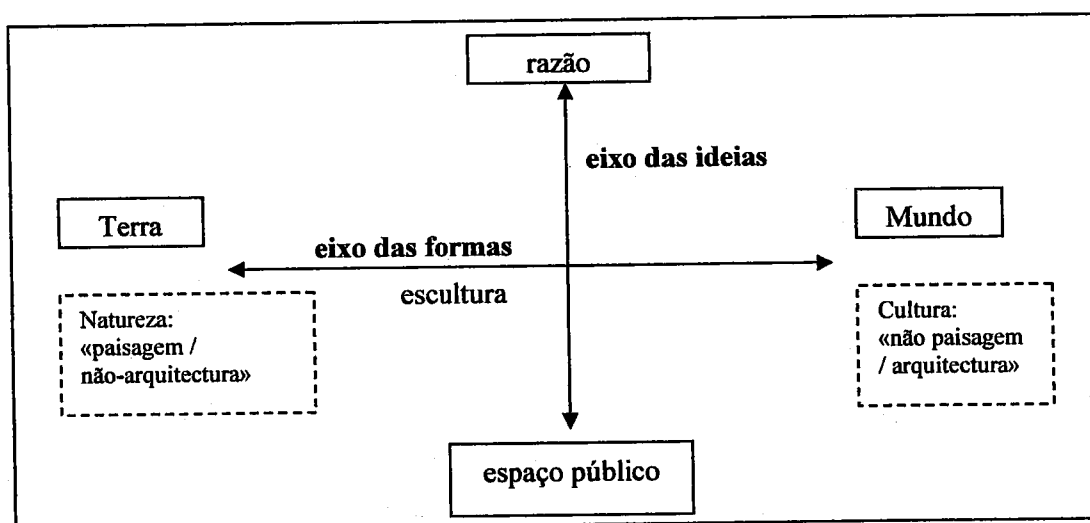 razão
eixo das ideias
Terra
Mundo
eixo das formas
escultura
Natureza:
«paisagem /
não-arquitectura»
Cultura:
«não paisagem
/ arquitectura»
espaço público